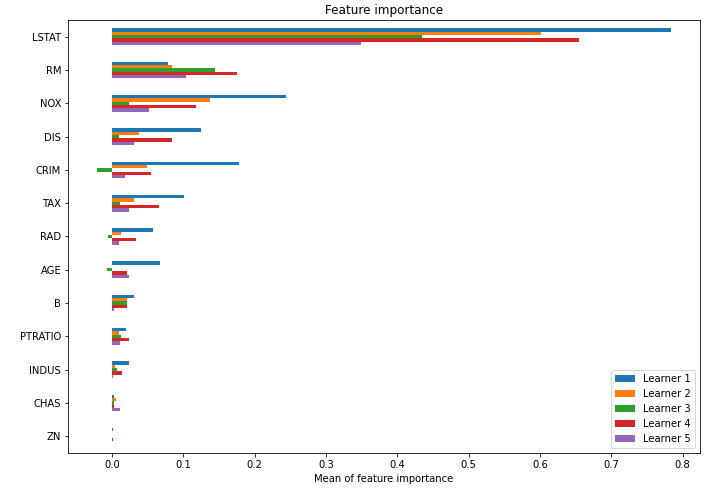 Feature importance
LSTAT
RM
NOX
DIS
CRIM
TAX
RAD
AGE
B
PTRATIO
INDUS
CHAS
ZN
Learner 1
Learner 2
Learner 3
Learner 4
Learner 5
0.0 0.1 0.2 0.3 0.4 0.5 0.6 0.7 0.8
Mean of feature importance